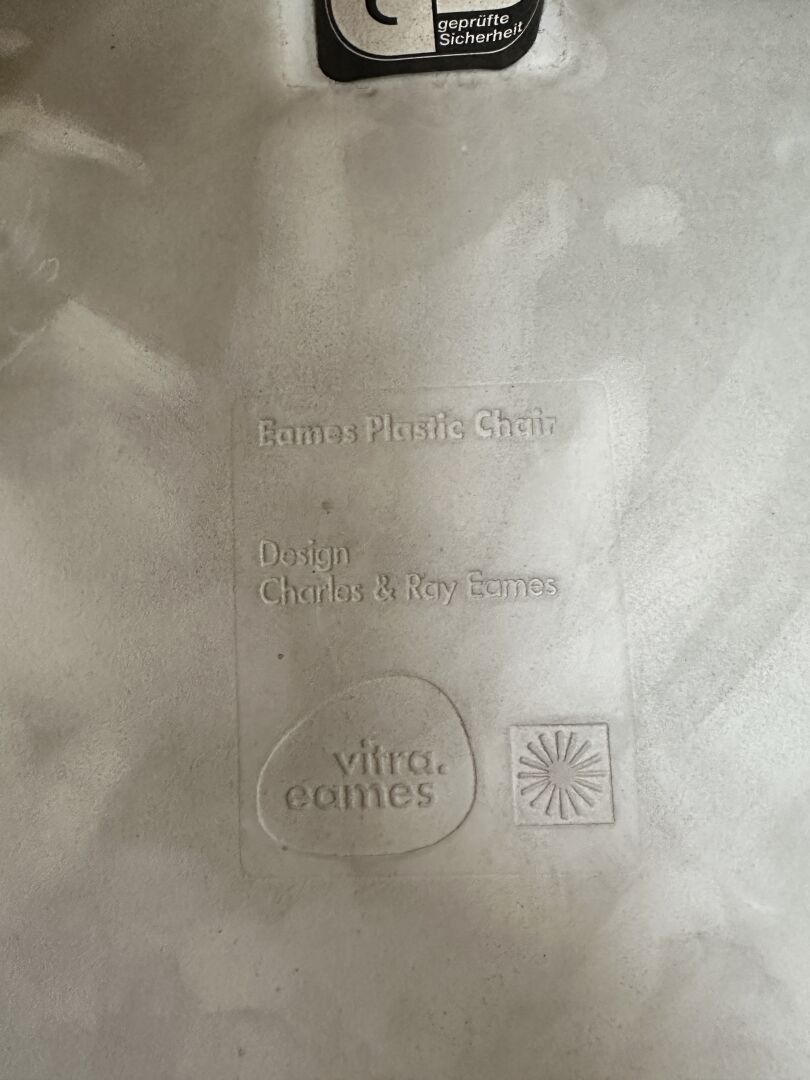 geprüfte
Sicherheit
Eames Plastic Chair
Design
Charles & Ray Eames
vitra.
eames